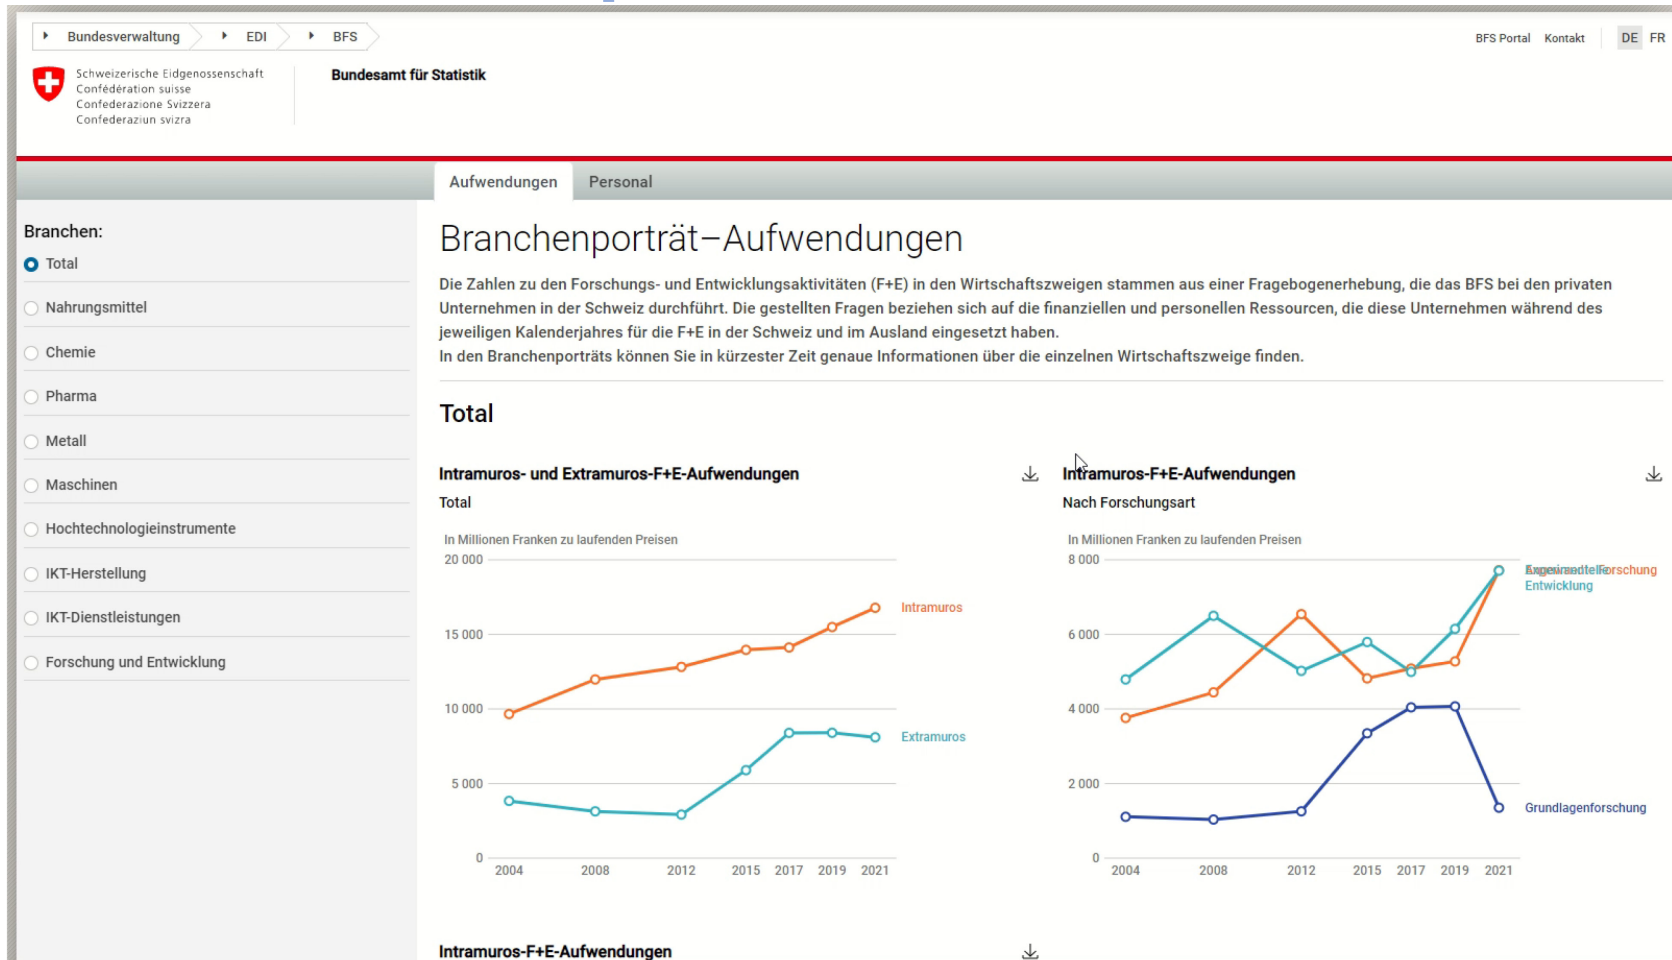 Bundesverwaltung EDI BFS
BFS Portal Kontakt DE FR
Schweizerische Eidgenossenschaft
Confédération suisse
Confederazione Svizzera
Confederaziun svizra
Bundesamt für Statistik
Aufwendungen Personal
Branchen:
Total
Nahrungsmittel
Chemie
Pharma
Metall
Maschinen
Hochtechnologieinstrumente
IKT-Herstellung
IKT-Dienstleistungen
Forschung und Entwicklung
Branchenporträt–Aufwendungen
Die Zahlen zu den Forschungs- und Entwicklungsaktivitäten (F+E) in den Wirtschaftszweigen stammen aus einer Fragebogenerhebung, die das BFS bei den privaten
Unternehmen in der Schweiz durchführt. Die gestellten Fragen beziehen sich auf die finanziellen und personellen Ressourcen, die diese Unternehmen während des
jeweiligen Kalenderjahres für die F+E in der Schweiz und im Ausland eingesetzt haben.
In den Branchenporträts können Sie in kürzester Zeit genaue Informationen über die einzelnen Wirtschaftszweige finden.
Total
Intramuros- und Extramuros-F+E-Aufwendungen
Total
In Millionen Franken zu laufenden Preisen
20 000
15 000
10 000
5 000
0
Intramuros
Extramuros
2004 2008 2012 2015 2017 2019 2021
Intramuros-F+E-Aufwendungen
Nach Forschungsart
In Millionen Franken zu laufenden Preisen
8 000
6 000
4 000
2 000
0
Forschung
Entwicklung
Grundlagenforschung
2004 2008 2012 2015 2017 2019 2021
Intramuros-F+E-Aufwendungen